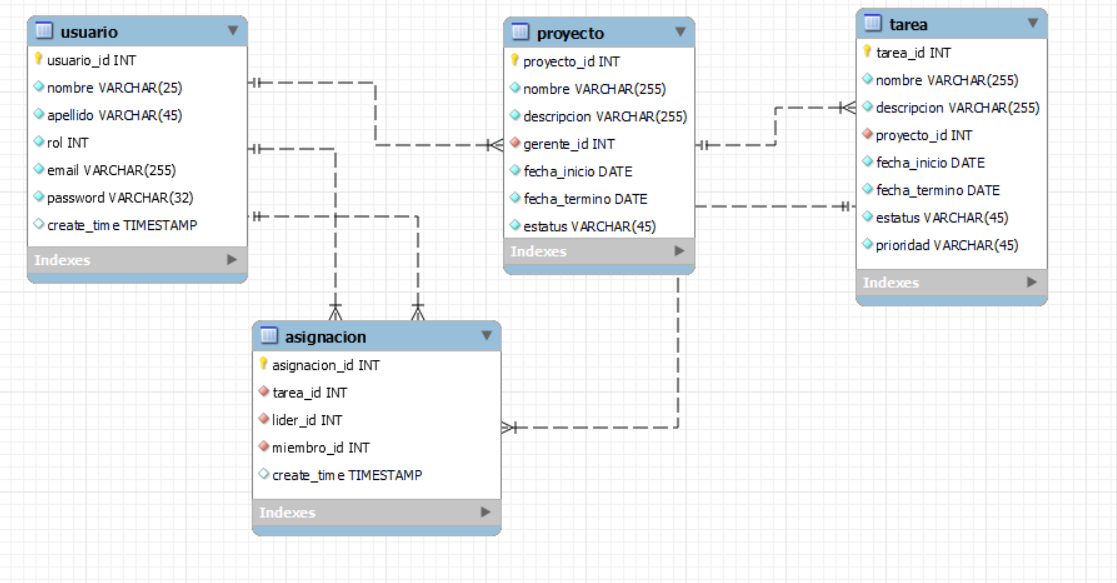 usuario
usuario_id INT
nombre VARCHAR(25)
apellido VARCHAR(45)
rol INT
email VARCHAR(255)
password VARCHAR(32)
create_time TIMESTAMP
Indexes
proyecto
proyecto_id INT
nombre VARCHAR(255)
descripcion VARCHAR(255)
gerente_id INT
fecha_inicio DATE
fecha_termino DATE
estatus VARCHAR(45)
Indexes
tarea
tarea_id INT
nombre VARCHAR(255)
descripcion VARCHAR(255)
proyecto_id INT
fecha_inicio DATE
fecha_termino DATE
estatus VARCHAR(45)
prioridad VARCHAR(45)
Indexes
asignacion
asignacion_id INT
tarea_id INT
lider_id INT
miembro_id INT
create_time TIMESTAMP
Indexes